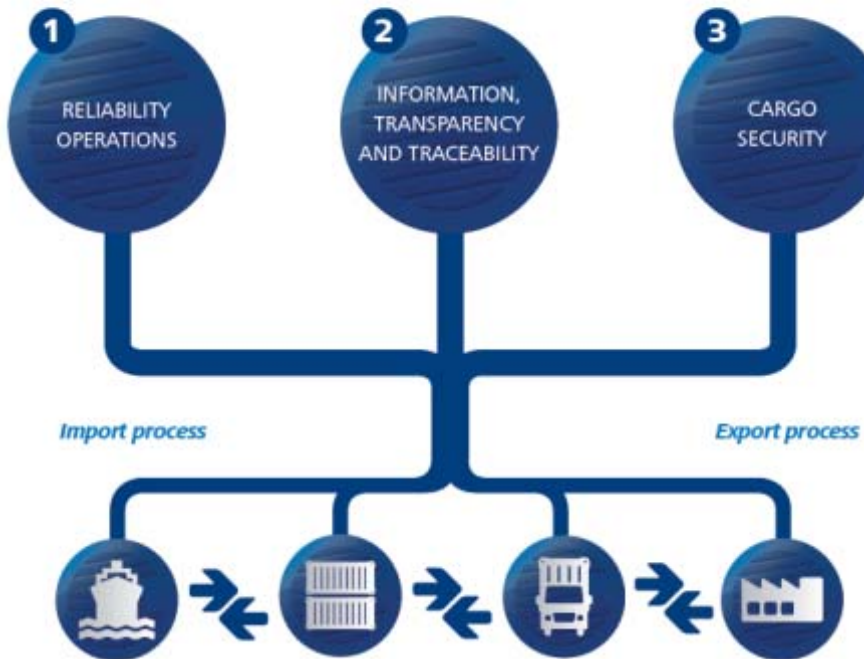 1
RELIABILITY
OPERATIONS
2
INFORMATION,
TRANSPARENCY
AND TRACEABILITY
3
CARGO
SECURITY
Import process
Export process